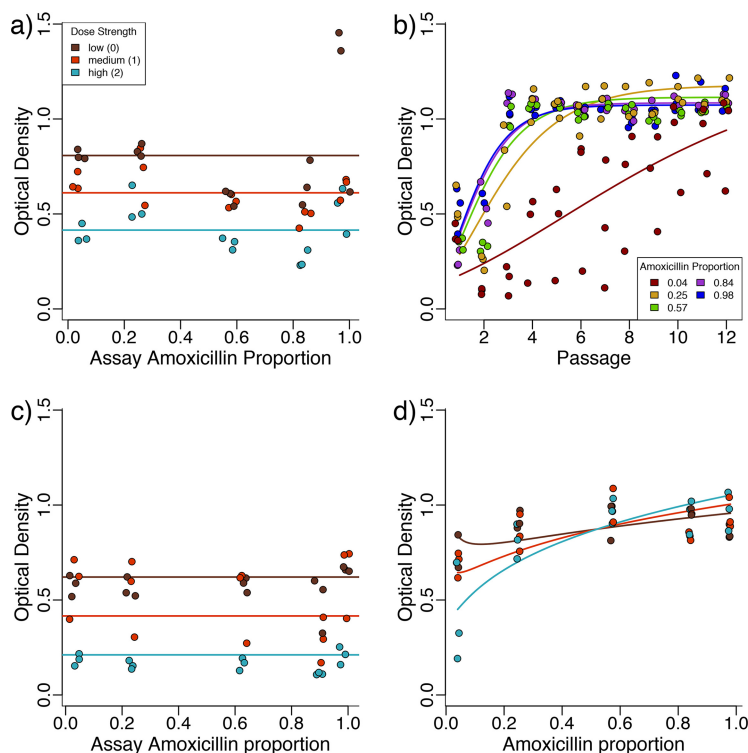 a)
Optical Density
0.0 0.5 1.0 1.5
Dose Strength
low (0)
medium (1)
high (2)
0.0 0.2 0.4 0.6 0.8 1.0
Assay Amoxicillin Proportion
b)
Optical Density
0.0 0.5 1.0 1.5
Amoxicillin Proportion
0.04 0.84
0.25 0.98
0.57
2 4 6 8 10 12
Passage
c)
Optical Density
0.0 0.5 1.0 1.5
0.0 0.2 0.4 0.6 0.8 1.0
Assay Amoxicillin proportion
d)
Optical Density
0.0 0.5 1.0 1.5
0.0 0.2 0.4 0.6 0.8 1.0
Amoxicillin proportion